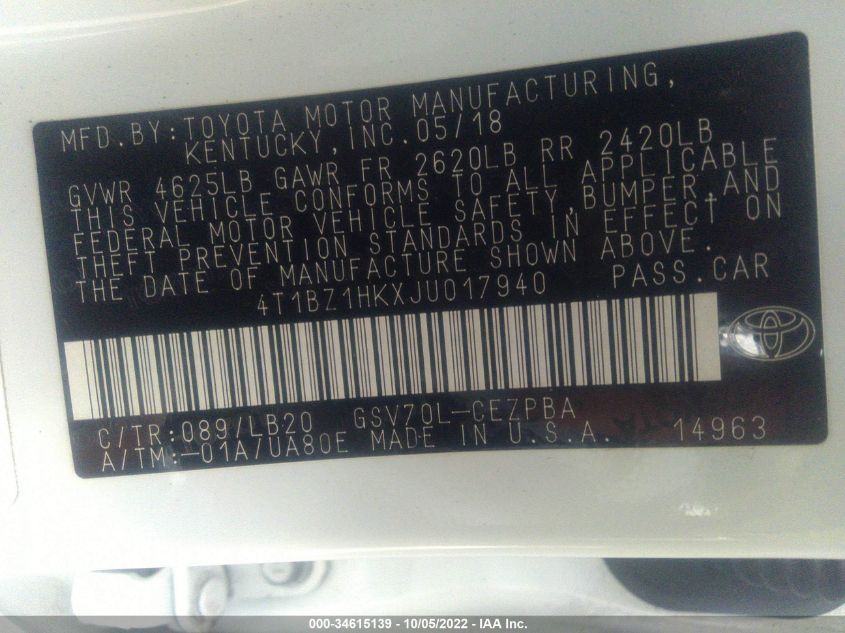 MFD.BY:TOYOTA MOTOR MANUFACTURING,
KENTUCKY,INC.05/18
GVWR 4625LB GAWR FR 2620LB RR 2420LB
THIS VEHICLE CONFORMS TO ALL APPLICABLE
FEDERAL MOTOR VEHICLE SAFETY,BUMPER,AND
THEFT PREVENTION STANDARDS IN EFFECT ON
THE DATE OF MANUFACTURE SHOWN ABOVE.
4T1BZ1HKXJU017940 PASS.CAR
C/TR:089/LB20 GSV70L-CEZPBA
A/TM:-01A/UA80E MADE IN U.S.A. 14963
000-34615139 - 10/05/2022 - IAA Inc.